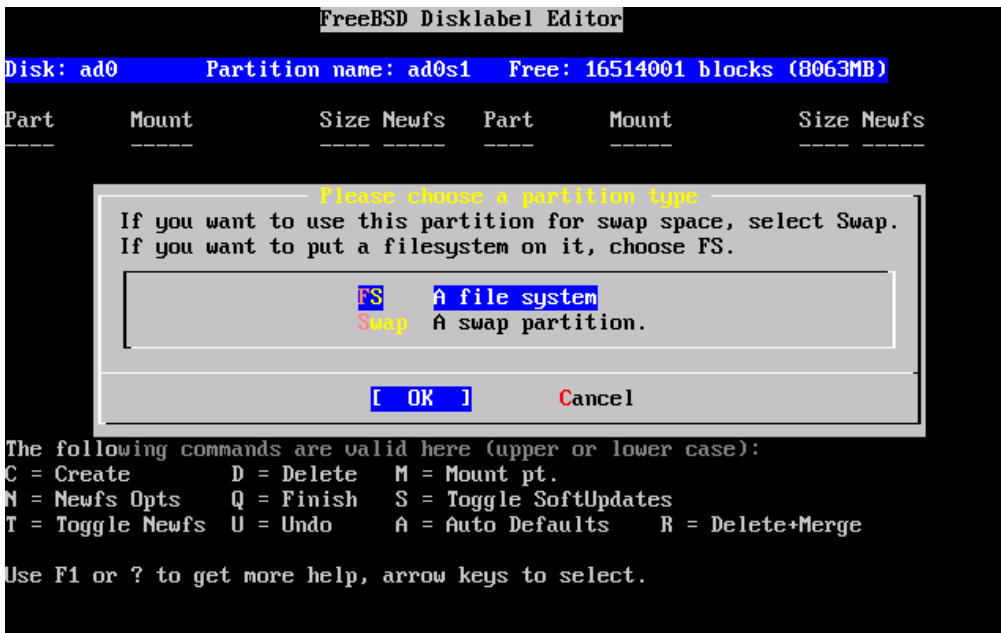 FreeBSD Disklabel Editor
Disk: ad0 Partition name: ad0s1 Free: 16514001 blocks (8063MB)
Part Mount Size Newfs Part Mount Size Newfs
---- ----- ---- ----- ---- ----- ---- -----
Please choose a partition type
If you want to use this partition for swap space, select Swap.
If you want to put a filesystem on it, choose FS.
FS A file system
Swap A swap partition.
[ OK ] Cancel
The following commands are valid here (upper or lower case):
C = Create D = Delete M = Mount pt.
N = Newfs Opts Q = Finish S = Toggle SoftUpdates
T = Toggle Newfs U = Undo A = Auto Defaults R = Delete+Merge
Use F1 or ? to get more help, arrow keys to select.